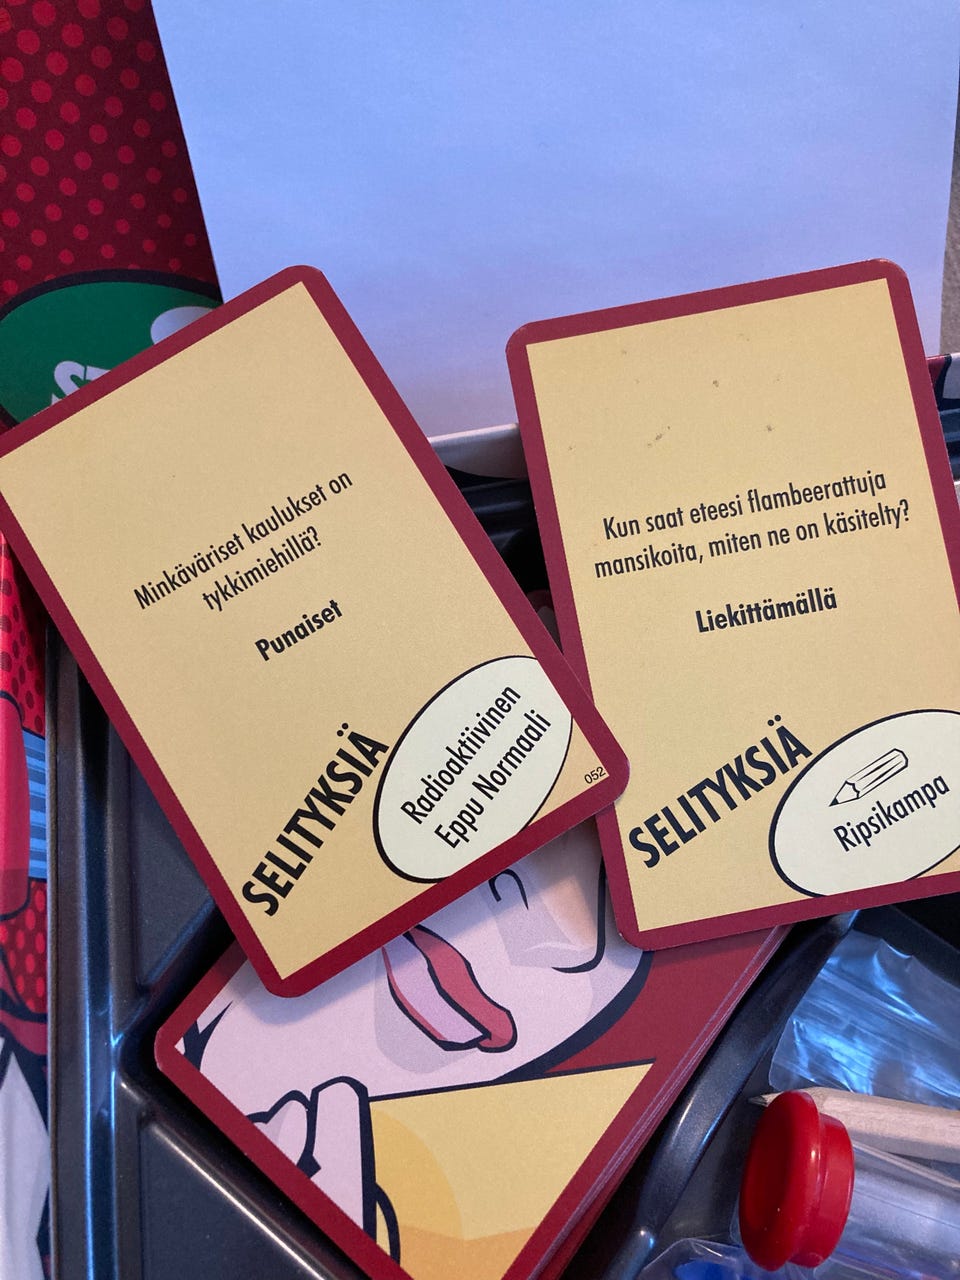 Minkäväriset kaulukset on
tykkimiehillä?
Punaiset
SELITYKSIÄ
Radioaktiivinen
Eppu Normaali
052
Kun saat eteesi flambeerattuja
mansikoita, miten ne on käsitelty?
Liekittämällä
SELITYKSIÄ
Ripsikampa